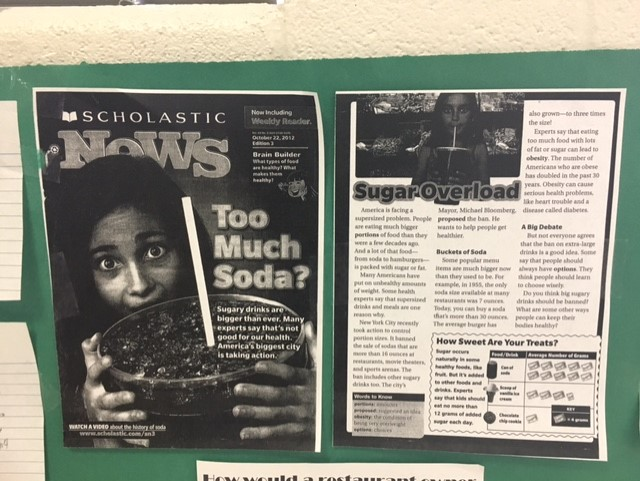 SCHOLASTIC
NeWS
Now Including
Weekly Reader.
October 22, 2012
Edition 3
Brain Builder
What types of food
are healthy? What
makes them
healthy?
Too
Much
Soda?
Sugary drinks are
bigger than ever. Many
experts say that's not
good for our health.
America's biggest city
is taking action.
WATCH A VIDEO about the history of soda
www.scholastic.com/sn3
Sugar Overload
America is facing a
supersized problem. People
are eating much bigger
portions of food than they
were a few decades ago.
And a lot of that food—
from soda to hamburgers—
is packed with sugar or fat.
Many Americans have
put on unhealthy amounts
of weight. Some health
experts say that supersized
drinks and meals are one
reason why.
New York City recently
took action to control
portion sizes. It banned
the sale of sodas that are
more than 16 ounces at
restaurants, movie theaters,
and sports arenas. The
ban includes other sugary
drinks too. The city's
Words to Know
Mayor, Michael Bloomberg,
proposed the ban. He
wants to help people get
healthier.
Buckets of Soda
Some popular menu
items are much bigger now
than they used to be. For
example, in 1955, the only
soda size available at many
restaurants was 7 ounces.
Today, you can buy a soda
that's more than 30 ounces.
The average burger has
also grown—to three times
the size!
Experts say that eating
too much food with lots
of fat or sugar can lead to
obesity. The number of
Americans who are obese
has doubled in the past 30
years. Obesity can cause
serious health problems,
like heart trouble and a
disease called diabetes.
A Big Debate
But not everyone agrees
that the ban on extra-large
drinks is a good idea. Some
say that people should
always have options. They
think people should learn
to choose wisely.
Do you think big sugary
drinks should be banned?
What are some other ways
people can keep their
bodies healthy?
How Sweet Are Your Treats?
Sugar occurs
naturally in some
healthy foods, like
fruit. But it's added
to other foods and
drinks. Experts
say that kids should
eat no more than
12 grams of added
sugar each day.
Food/Drink
Average Number of Grams
Can of
soda
Scoop of
vanilla ice
cream
Chocolate
chip cookie
KEY
How would a restaurant owner